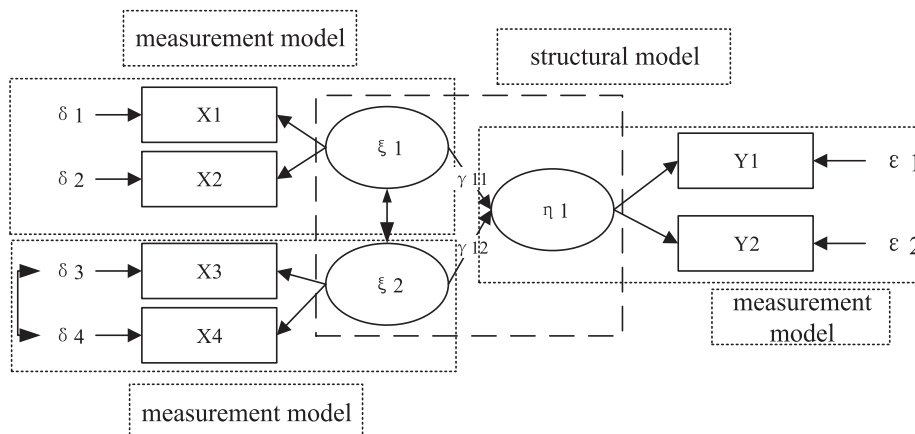 measurement model
structural model
δ 1
X1
ξ 1
δ 2
X2
γ 11
η 1
Y1
ε 1
γ 12
Y2
ε 2
δ 3
X3
ξ 2
δ 4
X4
measurement
model
measurement model